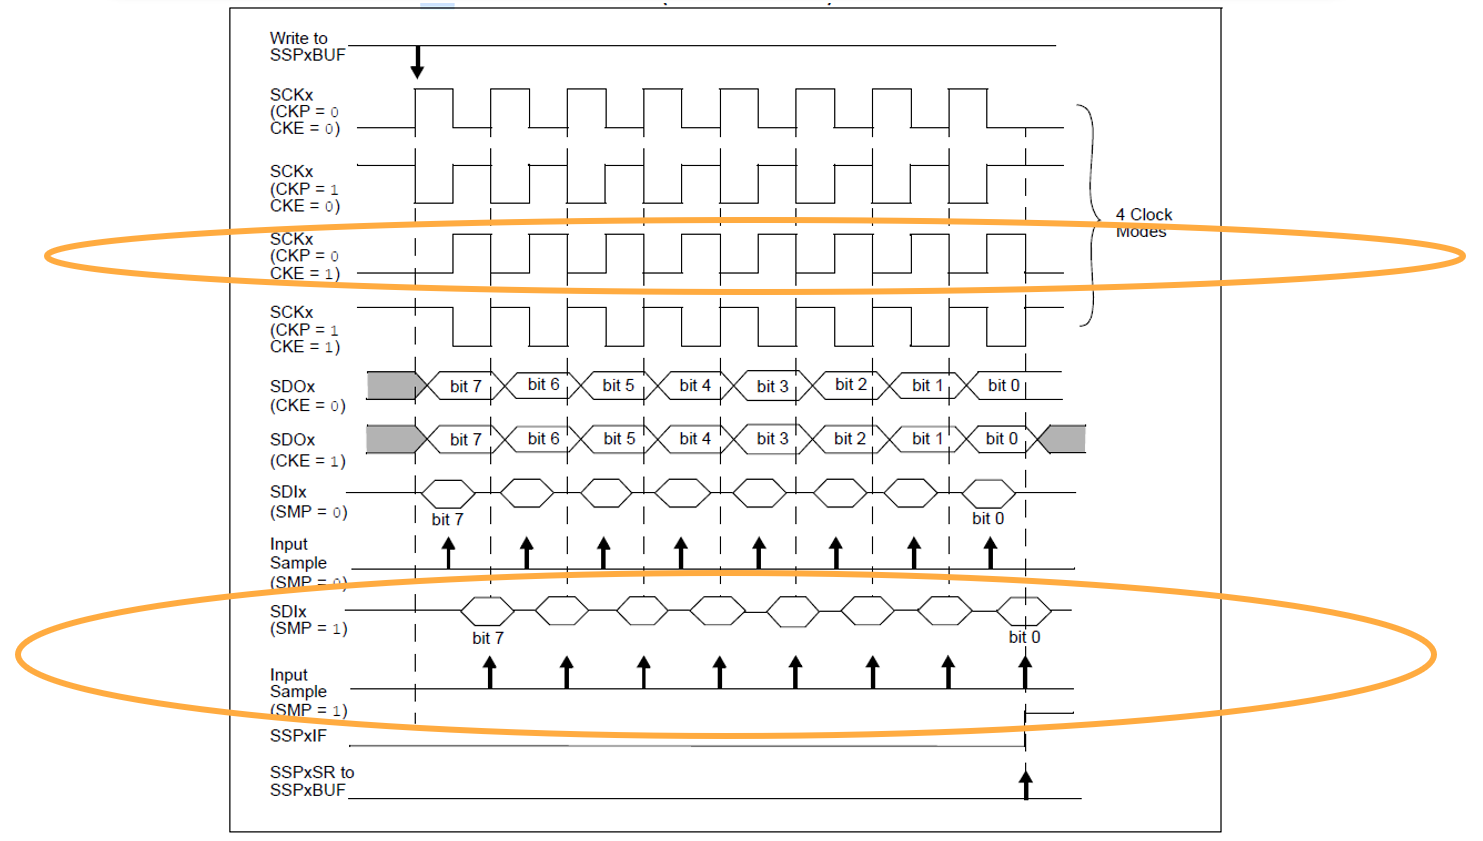 Write to
SSPxBUF
SCKx
(CKP = 0
CKE = 0)
SCKx
(CKP = 1
CKE = 0)
SCKx
(CKP = 0
CKE = 1)
SCKx
(CKP = 1
CKE = 1)
4 Clock
Modes
SDOx
(CKE = 0)
bit 7 bit 6 bit 5 bit 4 bit 3 bit 2 bit 1 bit 0
SDOx
(CKE = 1)
bit 7 bit 6 bit 5 bit 4 bit 3 bit 2 bit 1 bit 0
SDIx
(SMP = 0)
bit 7 bit 0
Input
Sample
(SMP = 0)
SDIx
(SMP = 1)
bit 7 bit 0
Input
Sample
(SMP = 1)
SSPxIF
SSPxSR to
SSPxBUF